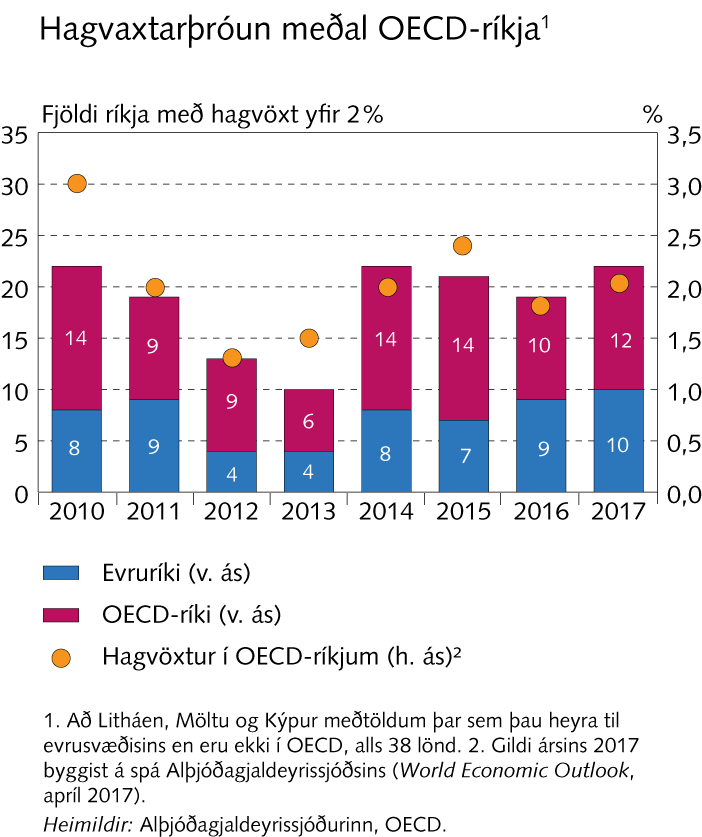 Hagvaxtarþróun meðal OECD-ríkja¹
Fjöldi ríkja með hagvöxt yfir 2% %
35 3,5
30 3,0
25 2,5
20 2,0
15 1,5
10 1,0
5 0,5
0 0,0
14 9 9 6 14 14 10 12
8 9 4 4 8 7 9 10
2010 2011 2012 2013 2014 2015 2016 2017
Evruríki (v. ás)
OECD-ríki (v. ás)
Hagvöxtur í OECD-ríkjum (h. ás)²
1. Að Litháen, Möltu og Kýpur meðtöldum þar sem þau heyra til
evrusvæðisins en eru ekki í OECD, alls 38 lönd. 2. Gildi ársins 2017
byggist á spá Alþjóðagjaldeyrissjóðsins (World Economic Outlook,
apríl 2017).
Heimildir: Alþjóðagjaldeyrissjóðurinn, OECD.